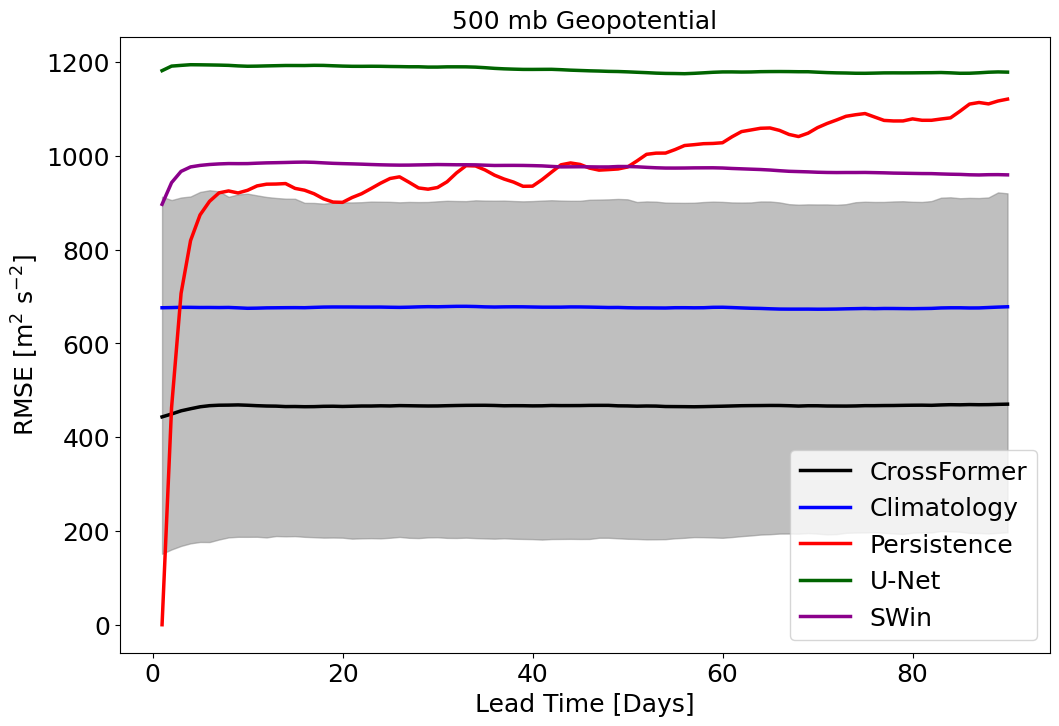 500 mb Geopotential
RMSE [m² s⁻²]
1200
1000
800
600
400
200
0
0 20 40 60 80
Lead Time [Days]
CrossFormer
Climatology
Persistence
U-Net
SWin